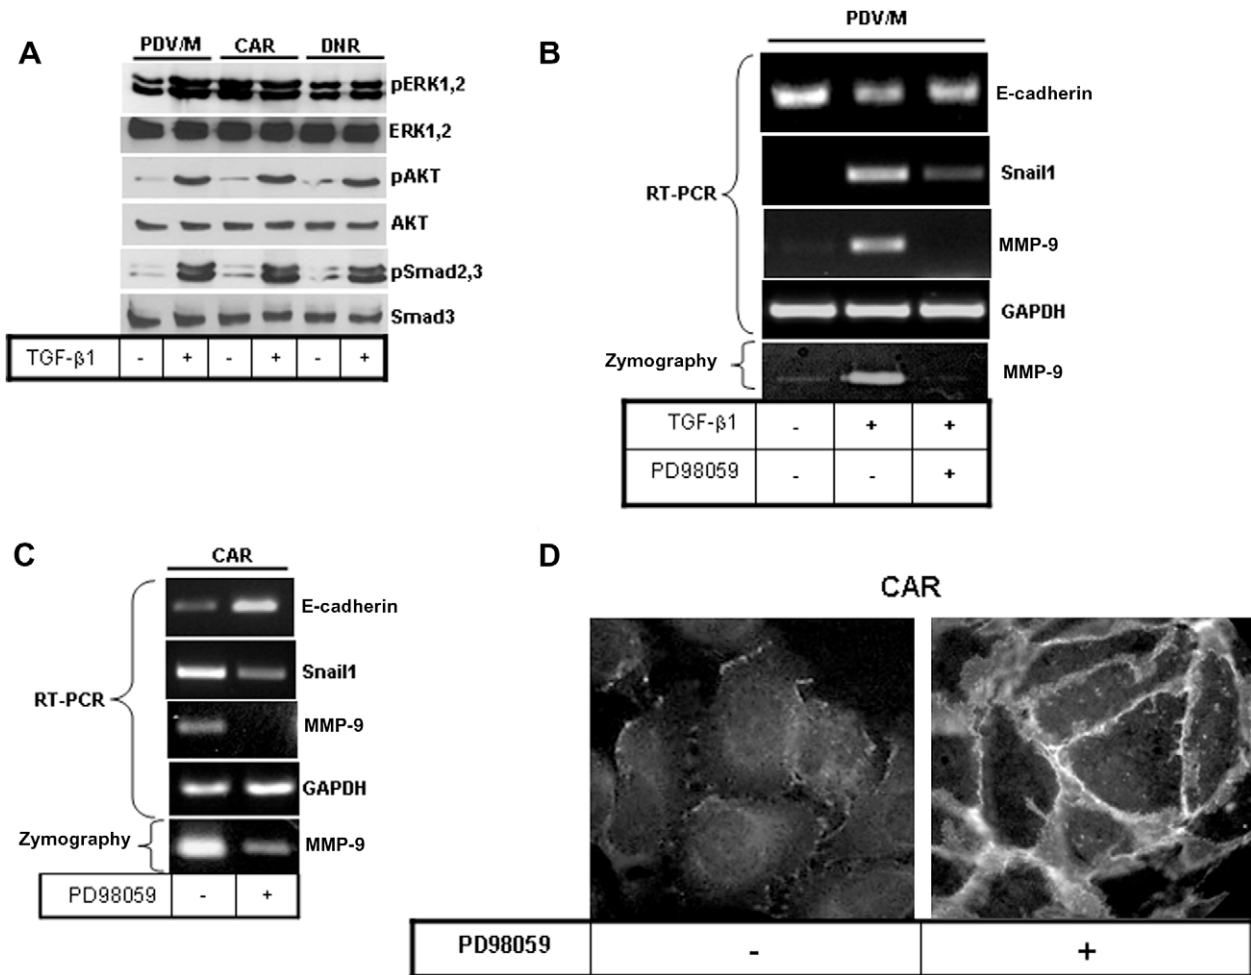 A
PDV/M CAR DNR
pERK1,2
ERK1,2
pAKT
AKT
pSmad2,3
Smad3
TGF-β1 - + - + - +
B
PDV/M
RT-PCR
E-cadherin
Snail1
MMP-9
GAPDH
Zymography
MMP-9
TGF-β1 - + +
PD98059 - - +
C
CAR
RT-PCR
E-cadherin
Snail1
MMP-9
GAPDH
Zymography
MMP-9
PD98059 - +
D
CAR
PD98059 - +